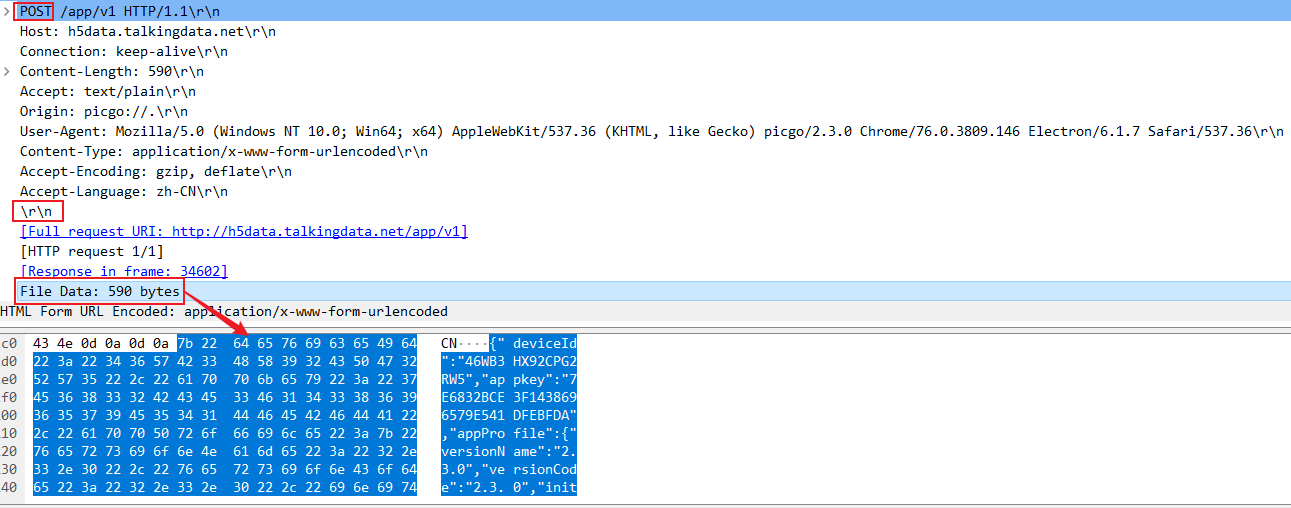 POST /app/v1 HTTP/1.1\r\n
Host: h5data.talkingdata.net\r\n
Connection: keep-alive\r\n
Content-Length: 590\r\n
Accept: text/plain\r\n
Origin: picgo://.\r\n
User-Agent: Mozilla/5.0 (Windows NT 10.0; Win64; x64) AppleWebKit/537.36 (KHTML, like Gecko) picgo/2.3.0 Chrome/76.0.3809.146 Electron/6.1.7 Safari/537.36\r\n
Content-Type: application/x-www-form-urlencoded\r\n
Accept-Encoding: gzip, deflate\r\n
Accept-Language: zh-CN\r\n
\r\n
[Full request URI: http://h5data.talkingdata.net/app/v1]
[HTTP request 1/1]
[Response in frame: 34602]
File Data: 590 bytes
HTML Form URL Encoded: application/x-www-form-urlencoded
c0 43 4e 0d 0a 0d 0a 7b 22 64 65 76 69 63 65 49 64 CN····{" deviceId
d0 22 3a 22 34 36 57 42 33 48 58 39 32 43 50 47 32 ":"46WB3 HX92CPG2
e0 52 57 35 22 2c 22 61 70 70 6b 65 79 22 3a 22 37 RW5","ap pkey":"7
f0 45 36 38 33 32 42 43 45 33 46 31 34 33 38 36 39 E6832BCE 3F143869
00 36 35 37 39 45 35 34 31 44 46 45 42 46 44 41 22 6579E541 DFEBFDA"
10 2c 22 61 70 70 50 72 6f 66 69 6c 65 22 3a 7b 22 ,"appPro file":{"
20 76 65 72 73 69 6f 6e 4e 61 6d 65 22 3a 22 32 2e versionN ame":"2.
30 33 2e 30 22 2c 22 76 65 72 73 69 6f 6e 43 6f 64 3.0","ve rsionCod
40 65 22 3a 22 32 2e 33 2e 30 22 2c 22 69 6e 69 74 e":"2.3. 0","init